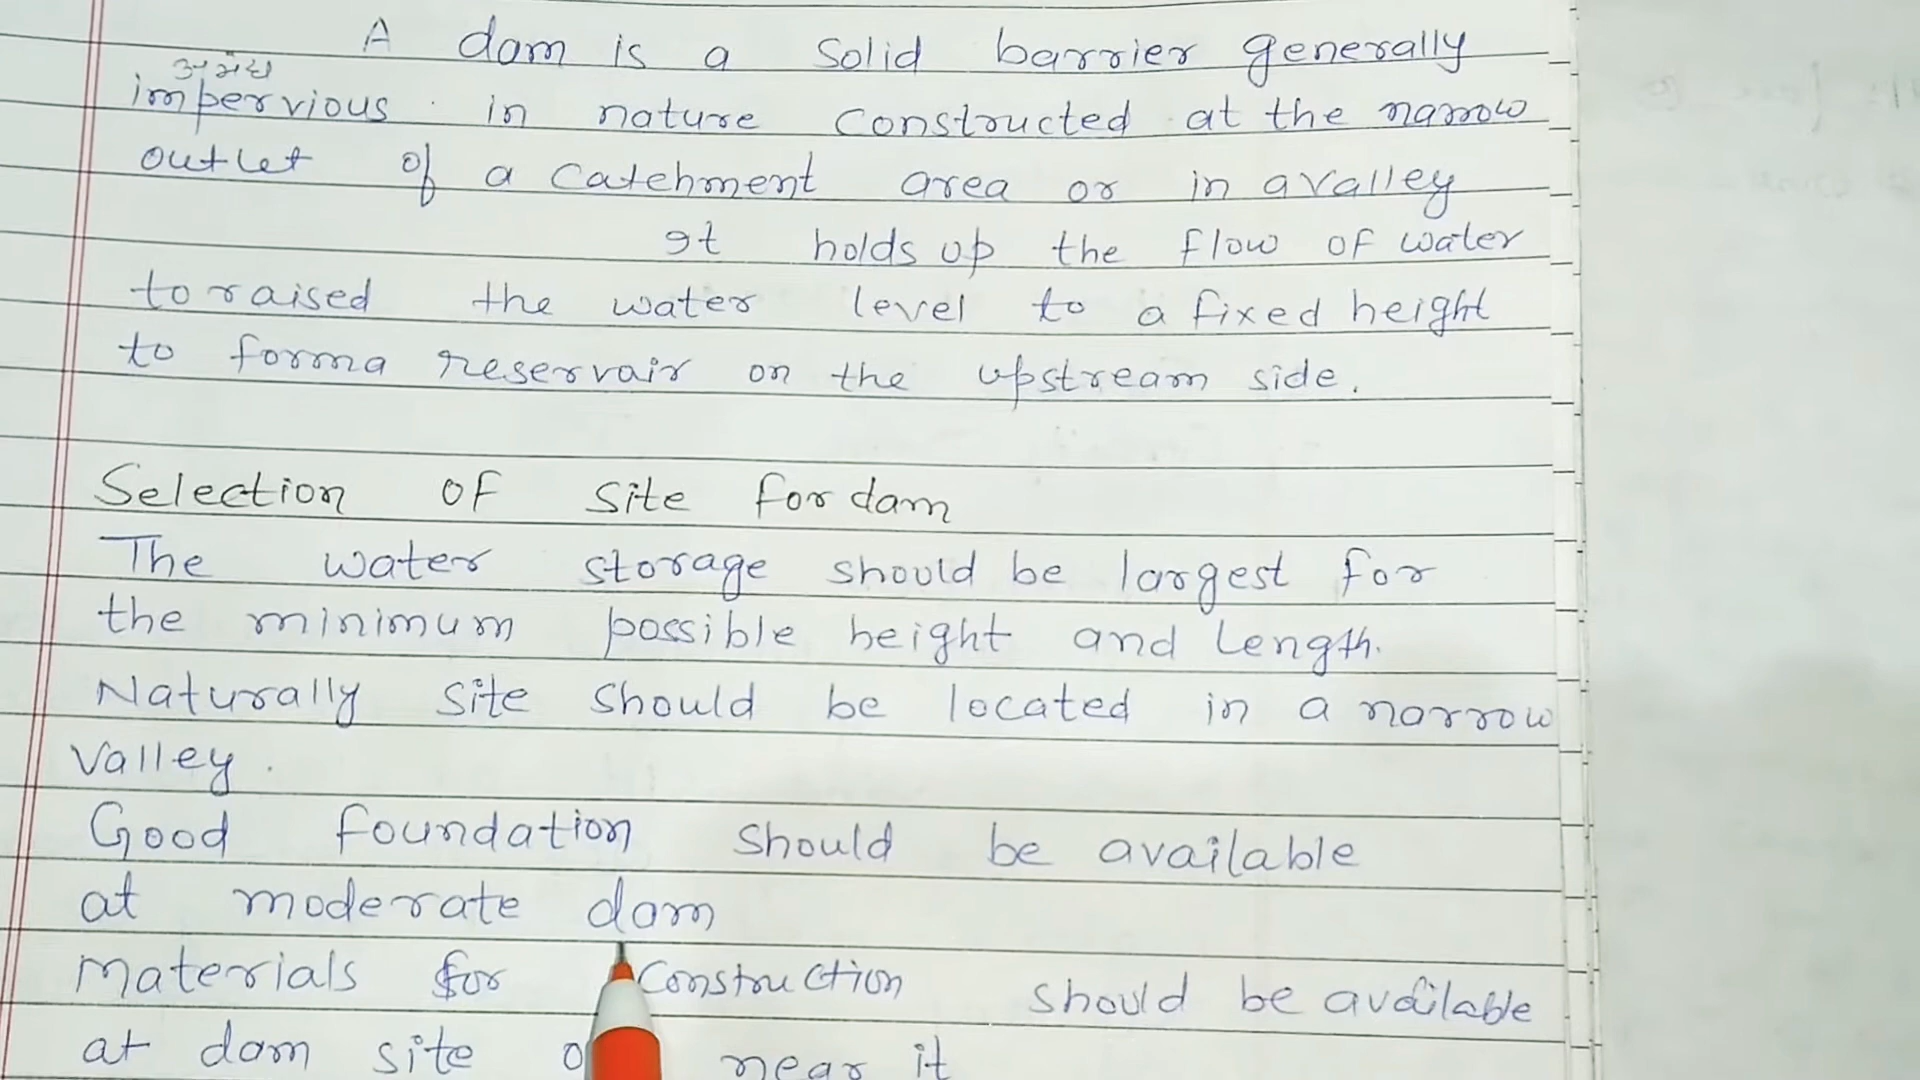 A dam is a solid barrier generally
अभेद्य
impervious in nature constructed at the narrow
outlet of a catchment area or in a valley
It holds up the flow of water
to raised the water level to a fixed height
to form a reservair on the upstream side.
Selection of site for dam
The water storage should be largest for
the minimum possible height and length.
Naturally site should be located in a narrow
valley.
Good foundation should be available
at moderate dam
materials for construction should be available
at dam site near it